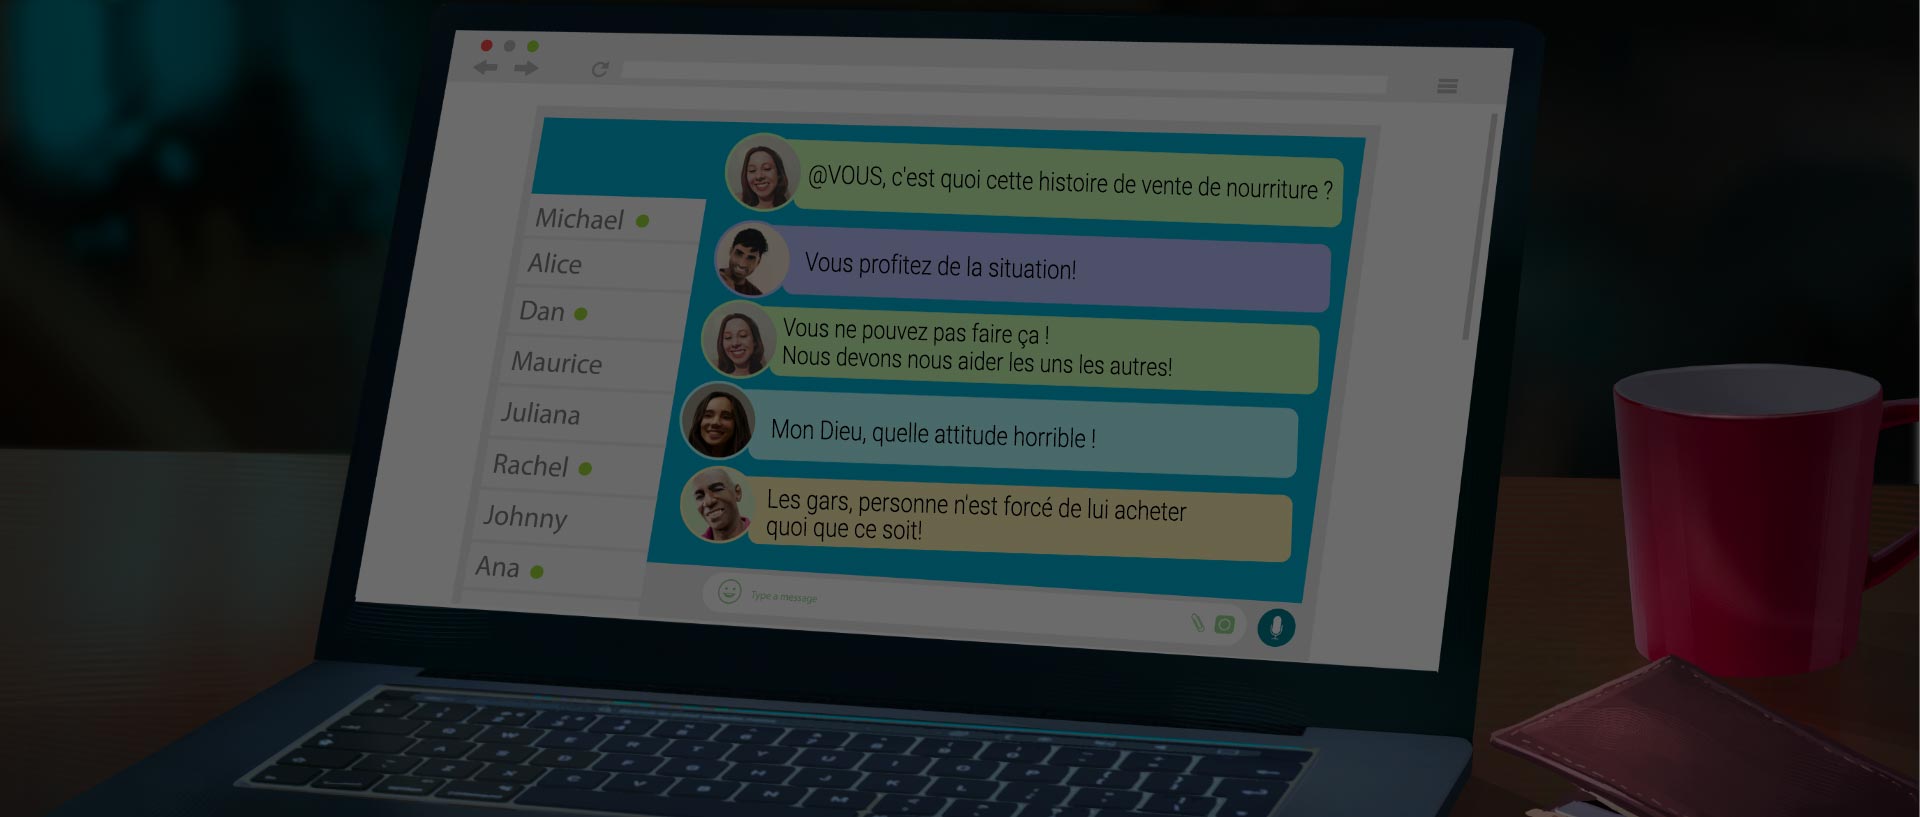 @VOUS, c'est quoi cette histoire de vente de nourriture ?
Vous profitez de la situation!
Vous ne pouvez pas faire ça !
Nous devons nous aider les uns les autres!
Mon Dieu, quelle attitude horrible !
Les gars, personne n'est forcé de lui acheter
quoi que ce soit!
Michael
Alice
Dan
Maurice
Juliana
Rachel
Johnny
Ana
Type a message